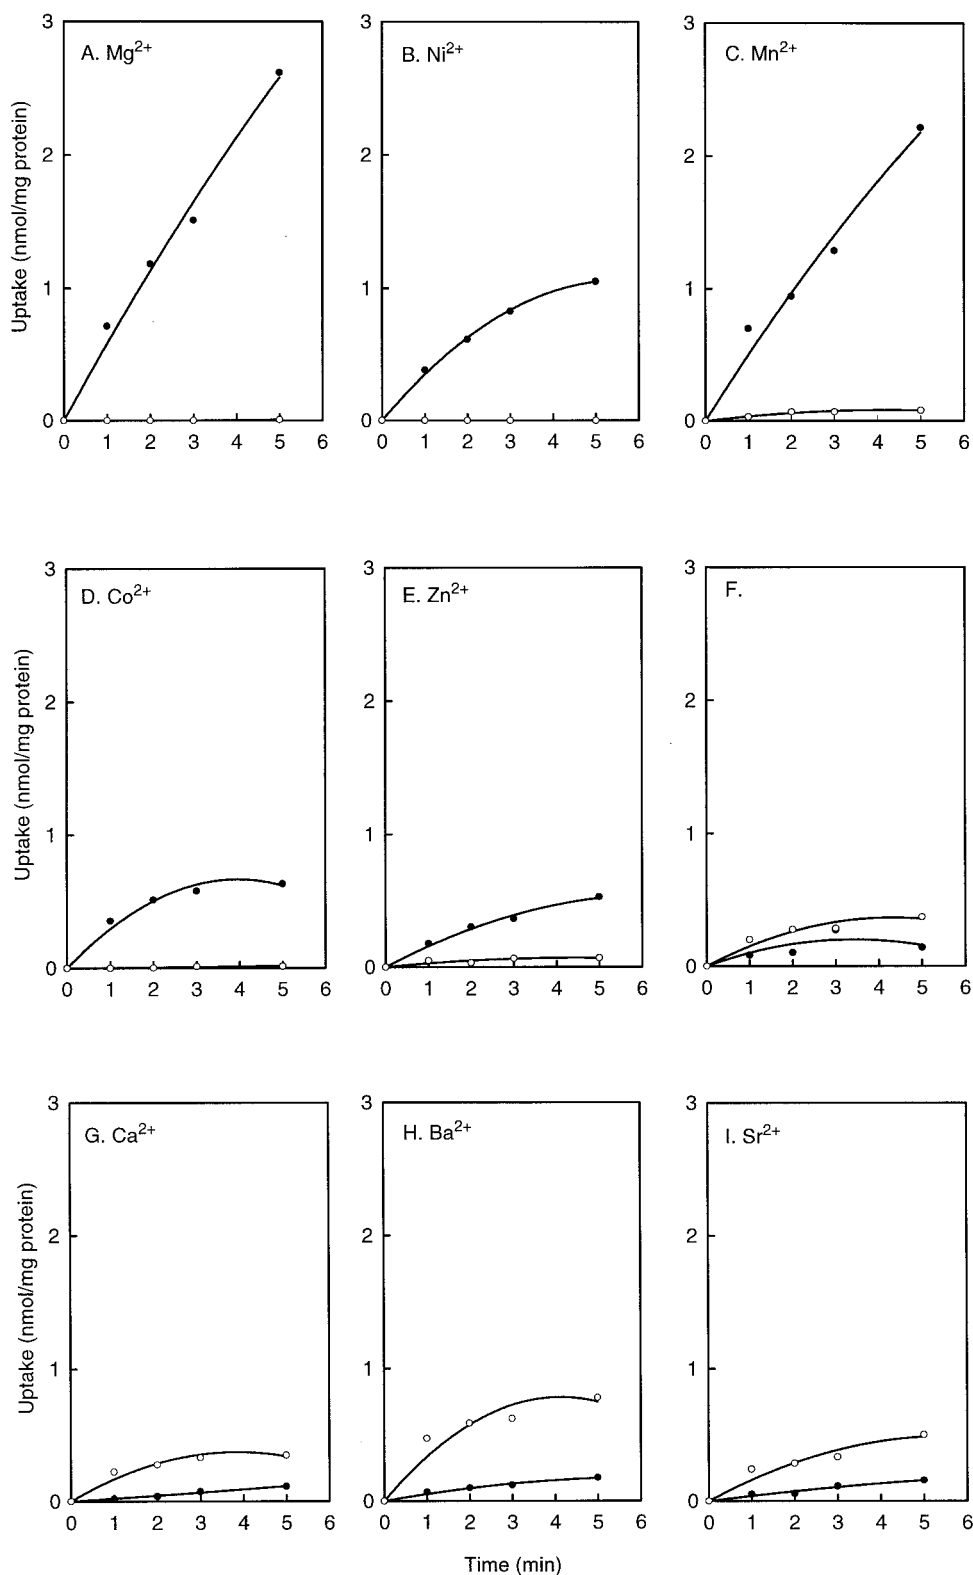 A. Mg²⁺
B. Ni²⁺
C. Mn²⁺
Uptake (nmol/mg protein)
3
2
1
0
0 1 2 3 4 5 6
3
2
1
0
0 1 2 3 4 5 6
3
2
1
0
0 1 2 3 4 5 6
D. Co²⁺
E. Zn²⁺
F.
Uptake (nmol/mg protein)
3
2
1
0
0 1 2 3 4 5 6
3
2
1
0
0 1 2 3 4 5 6
3
2
1
0
0 1 2 3 4 5 6
G. Ca²⁺
H. Ba²⁺
I. Sr²⁺
Uptake (nmol/mg protein)
3
2
1
0
0 1 2 3 4 5 6
3
2
1
0
0 1 2 3 4 5 6
3
2
1
0
0 1 2 3 4 5 6
Time (min)